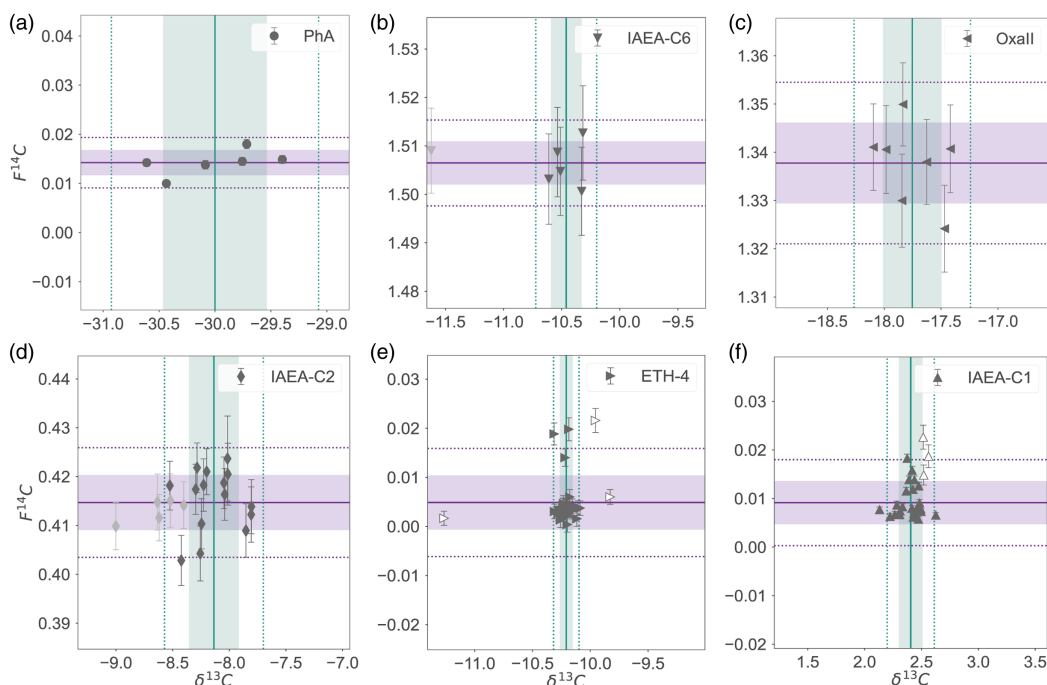 (a)
PhA
0.04
0.03
0.02
0.01
0.00
−0.01
F¹⁴C
−31.0 −30.5 −30.0 −29.5 −29.0
(b)
IAEA-C6
1.53
1.52
1.51
1.50
1.49
1.48
−11.5 −11.0 −10.5 −10.0 −9.5
(c)
OxaII
1.36
1.35
1.34
1.33
1.32
1.31
−18.5 −18.0 −17.5 −17.0
(d)
IAEA-C2
0.44
0.43
0.42
0.41
0.40
0.39
F¹⁴C
−9.0 −8.5 −8.0 −7.5 −7.0
δ¹³C
(e)
ETH-4
0.03
0.02
0.01
0.00
−0.01
−0.02
−11.0 −10.5 −10.0 −9.5
δ¹³C
(f)
IAEA-C1
0.03
0.02
0.01
0.00
−0.01
−0.02
1.5 2.0 2.5 3.0 3.5
δ¹³C